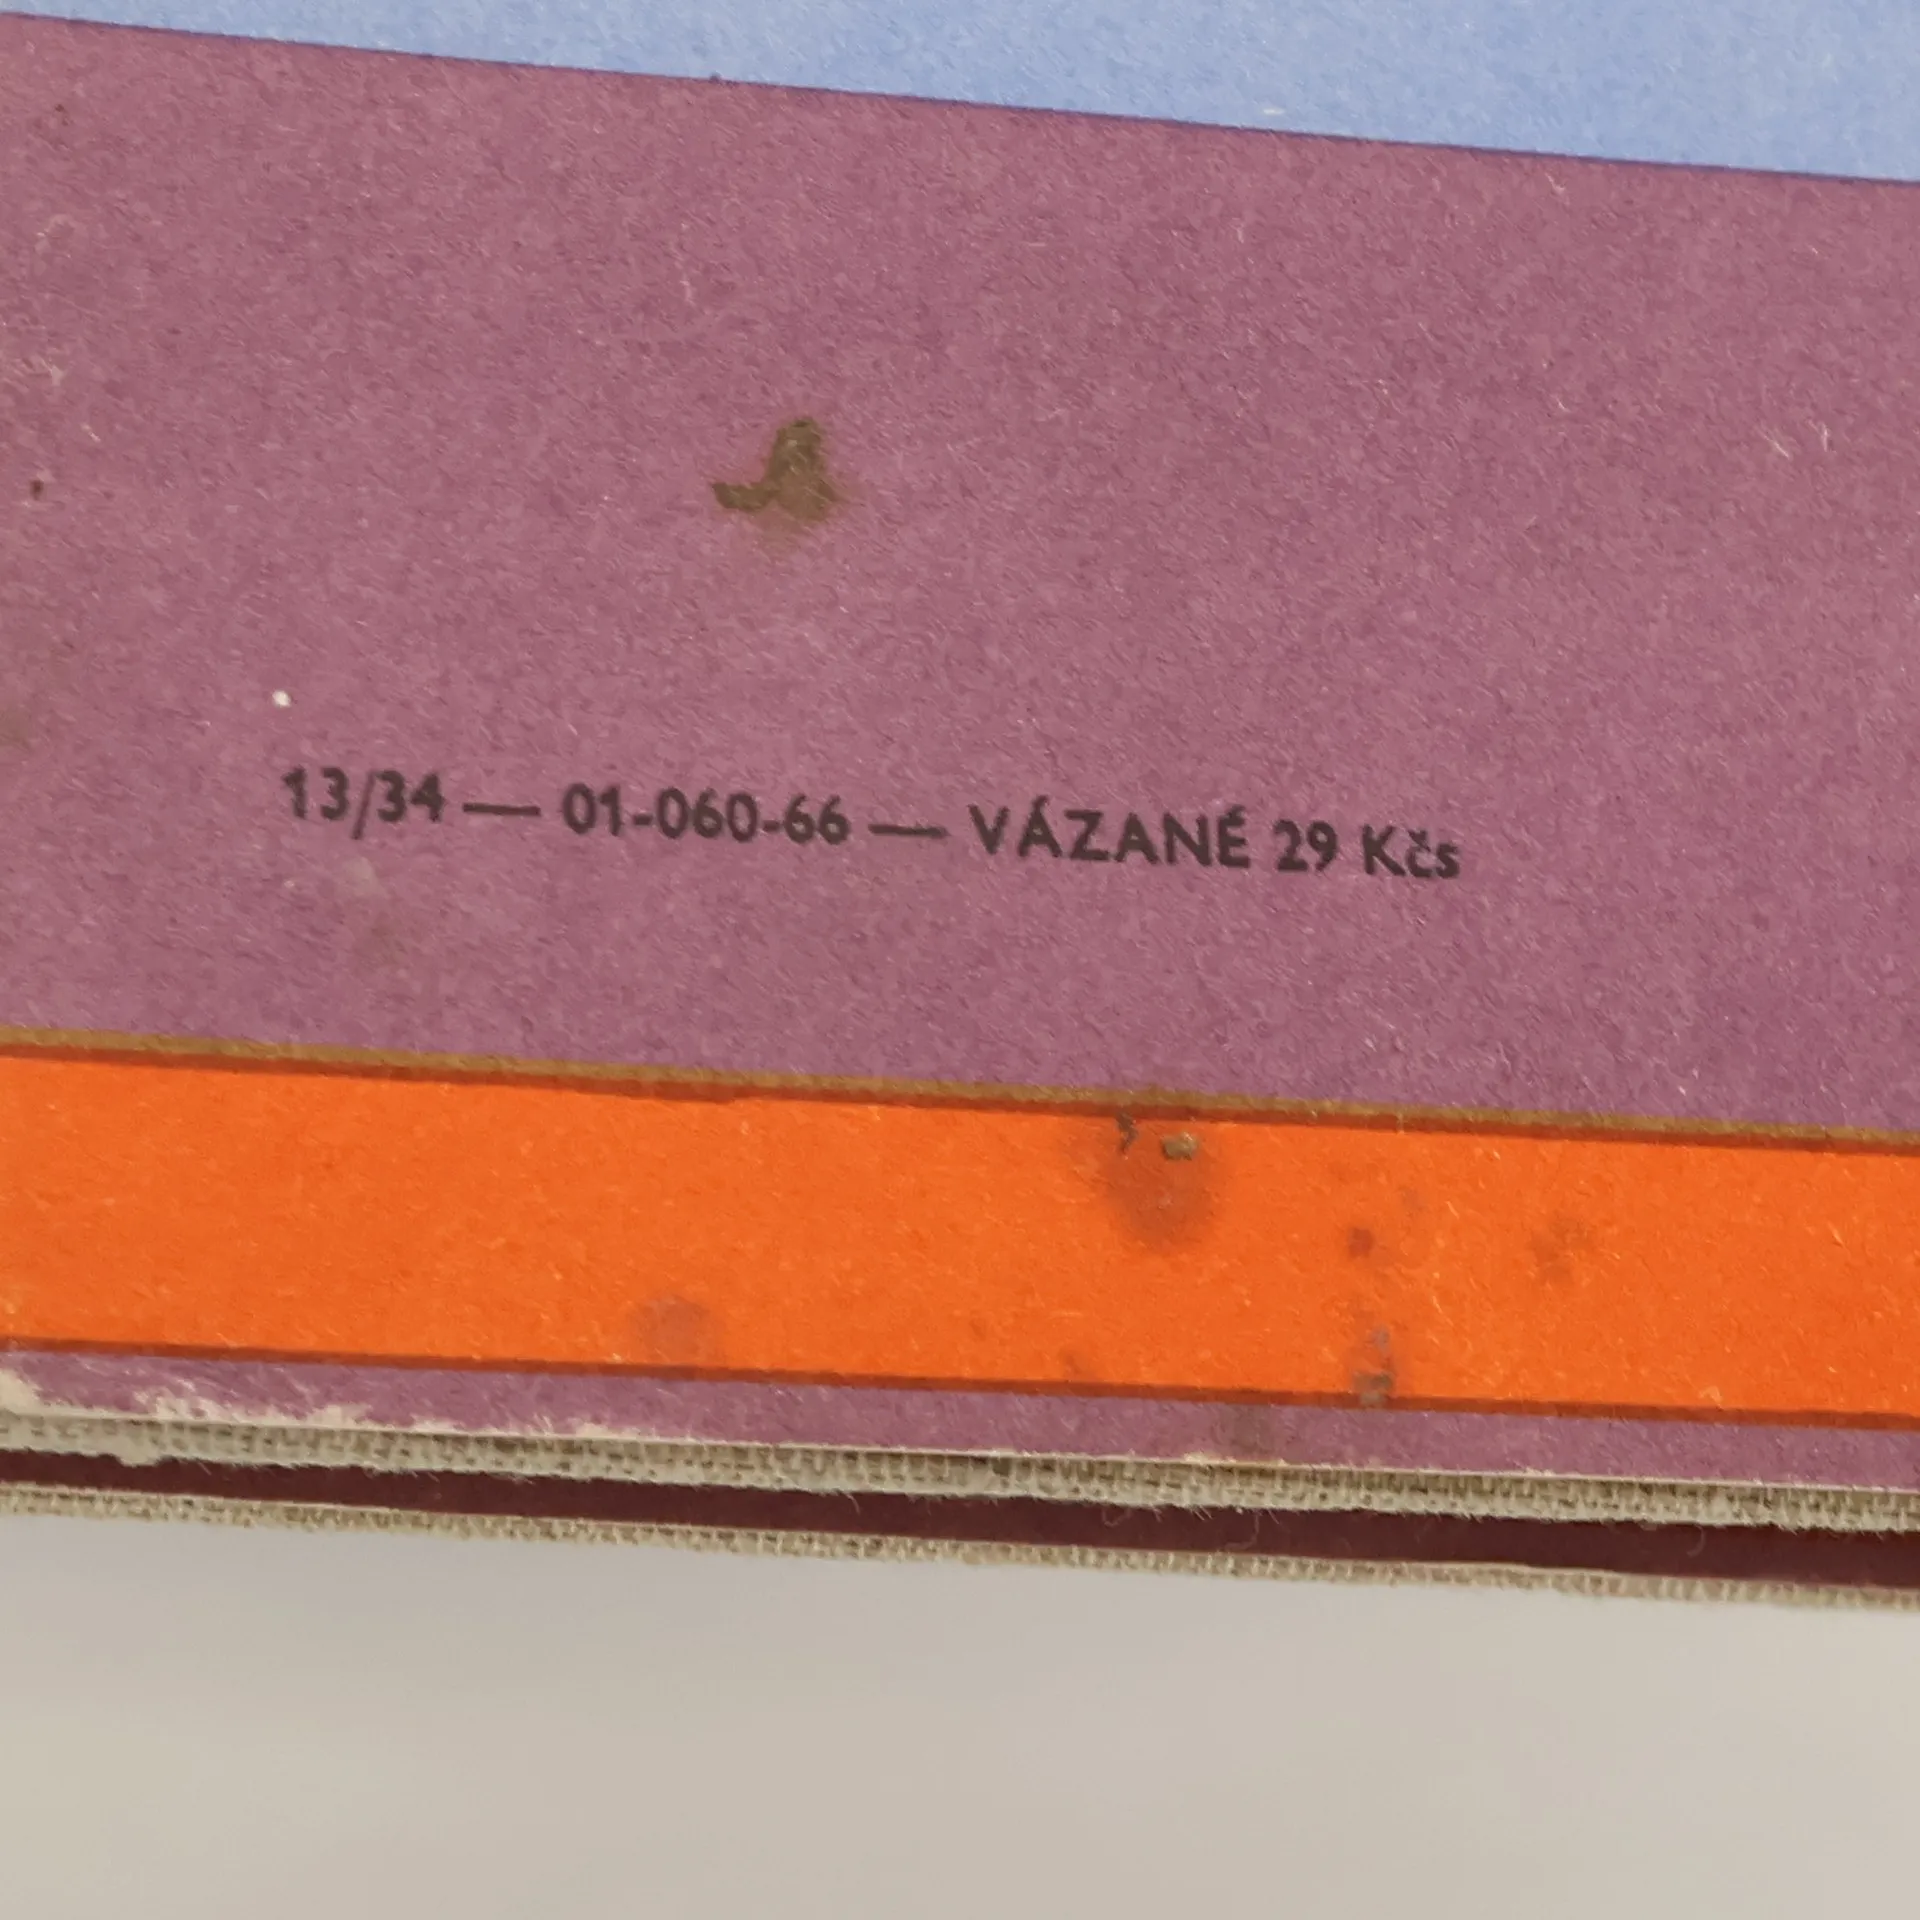 13/34 — 01-060-66 — VÁZANÉ 29 Kčs